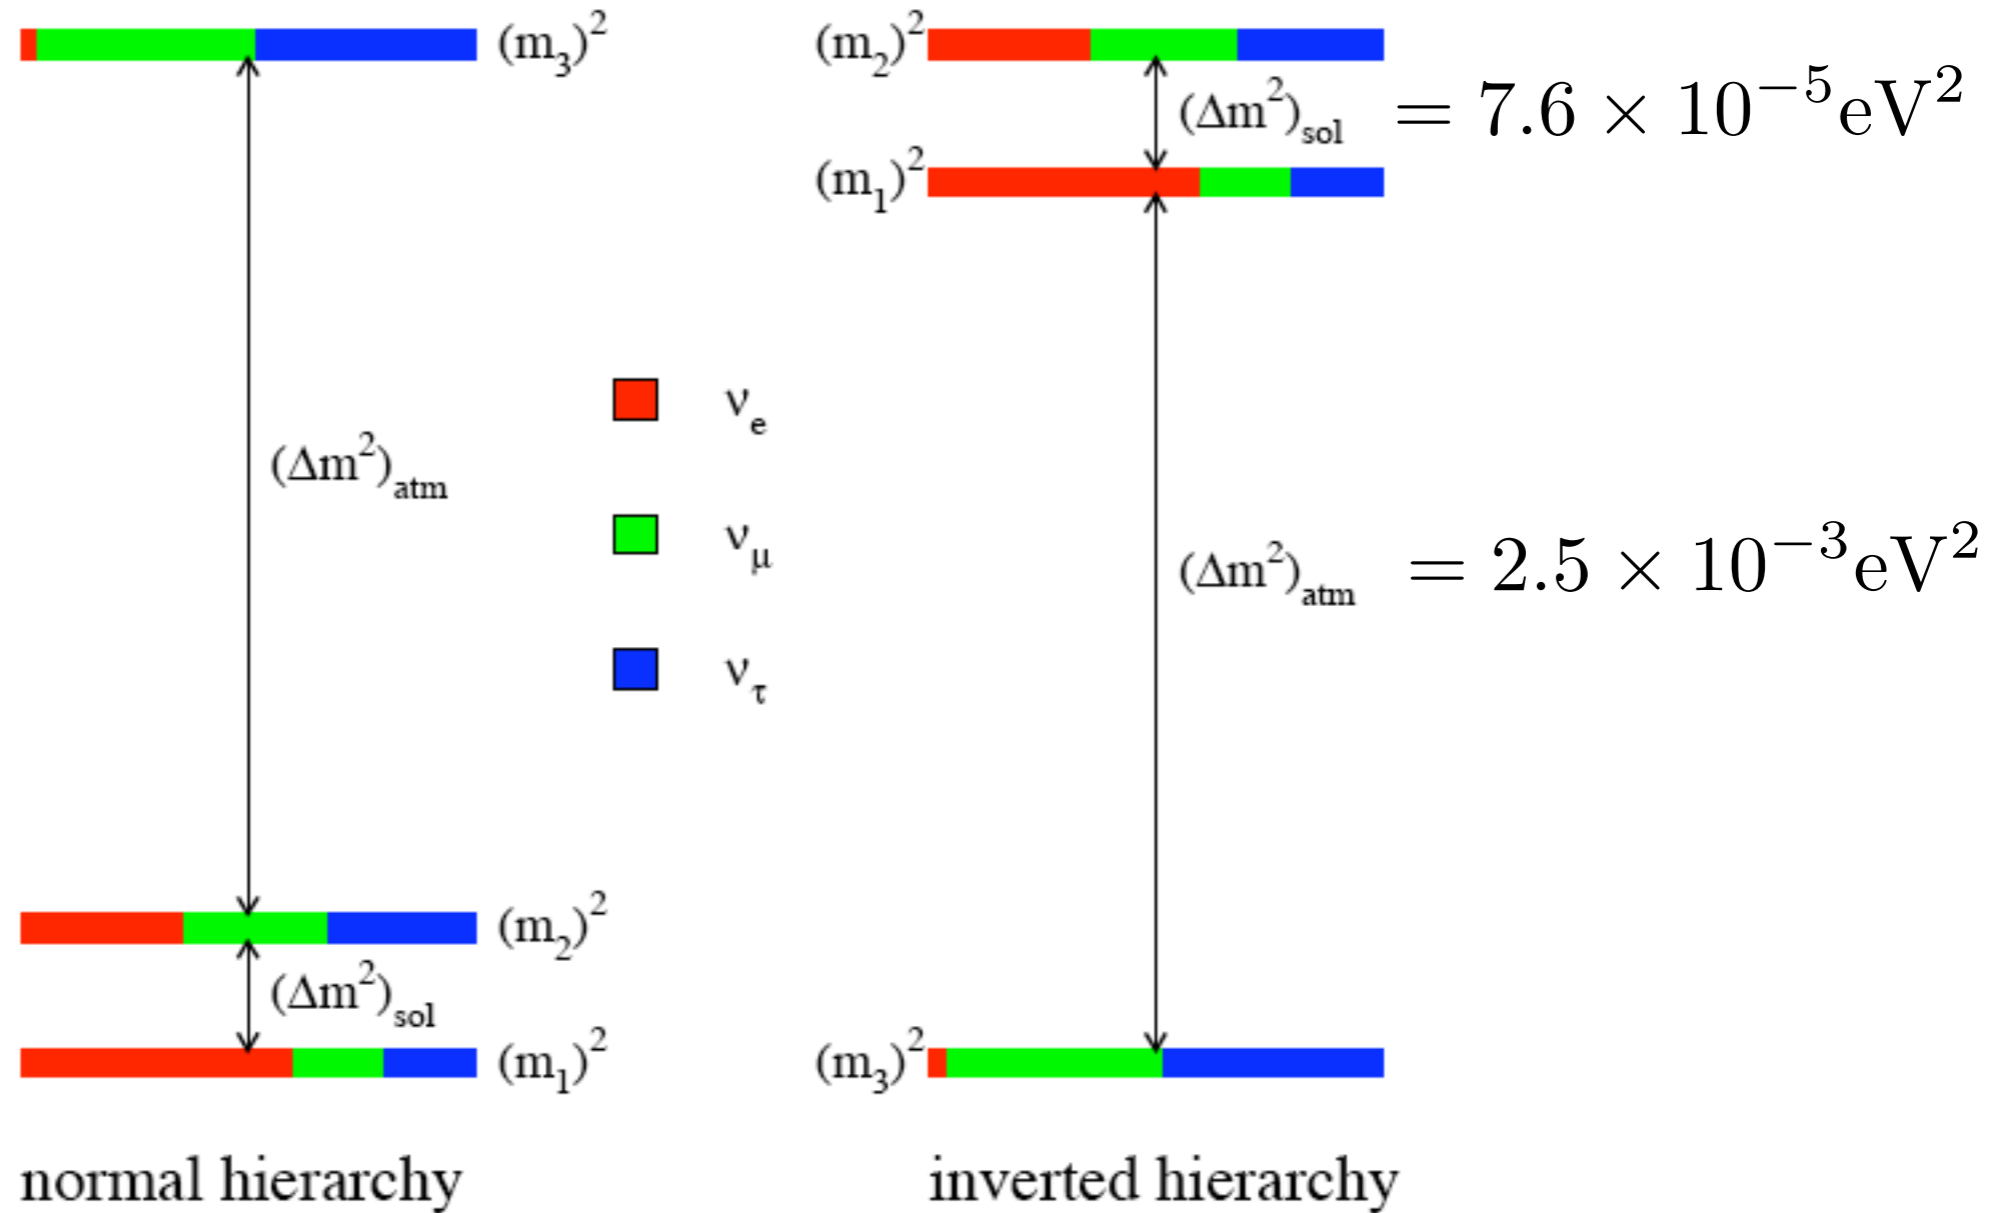 (m₃)²
(Δm²)atm
(m₂)²
(Δm²)sol
(m₁)²
normal hierarchy
νe
νμ
ντ
(m₂)²
(Δm²)sol = 7.6 × 10⁻⁵eV²
(m₁)²
(Δm²)atm = 2.5 × 10⁻³eV²
(m₃)²
inverted hierarchy